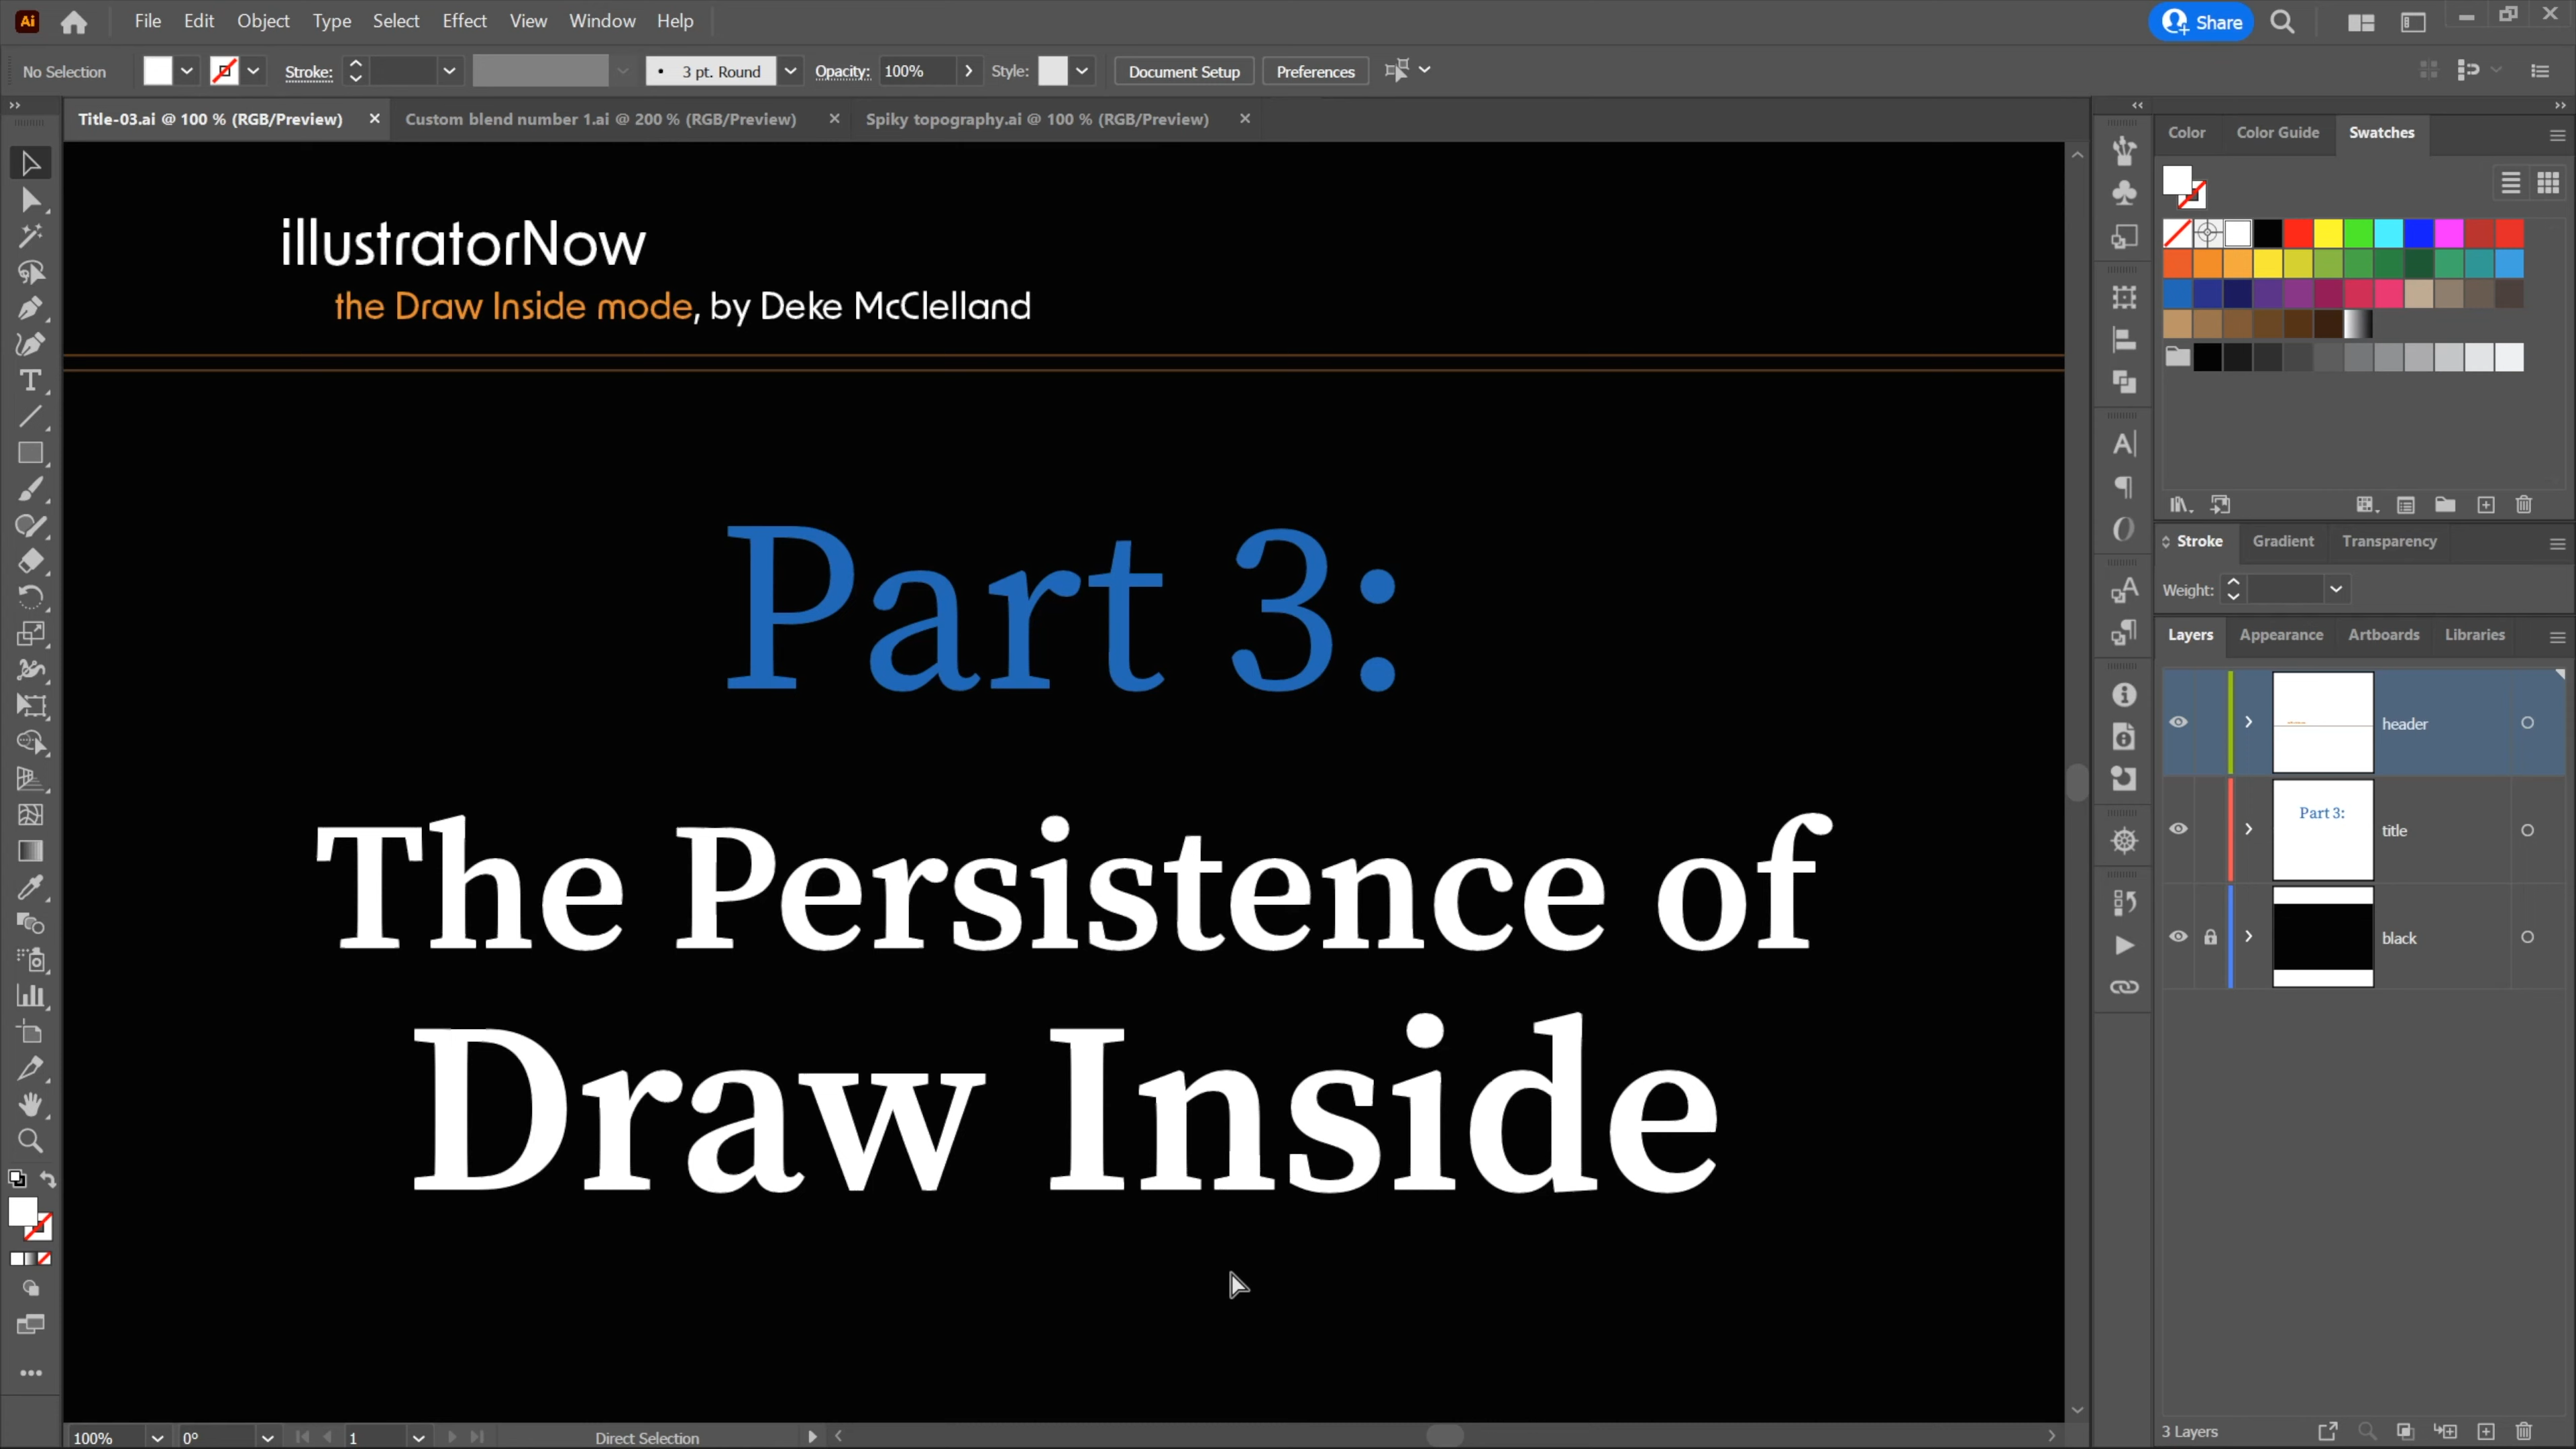 Ai File Edit Object Type Select Effect View Window Help Share
No Selection Stroke: 3 pt. Round Opacity: 100% Style: Document Setup Preferences
Title-03.ai @ 100 % (RGB/Preview) Custom blend number 1.ai @ 200 % (RGB/Preview) Spiky topography.ai @ 100 % (RGB/Preview)
illustratorNow
the Draw Inside mode, by Deke McClelland
Part 3:
The Persistence of
Draw Inside
Color Color Guide Swatches
Stroke Gradient Transparency
Weight:
Layers Appearance Artboards Libraries
header
Part 3:
title
black
3 Layers
100% 0° 1 Direct Selection